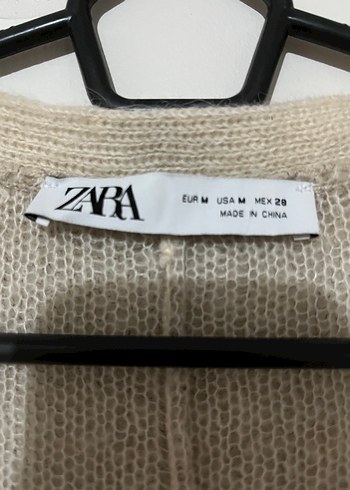 ZARA
EUR M USA M MEX 28
MADE IN CHINA